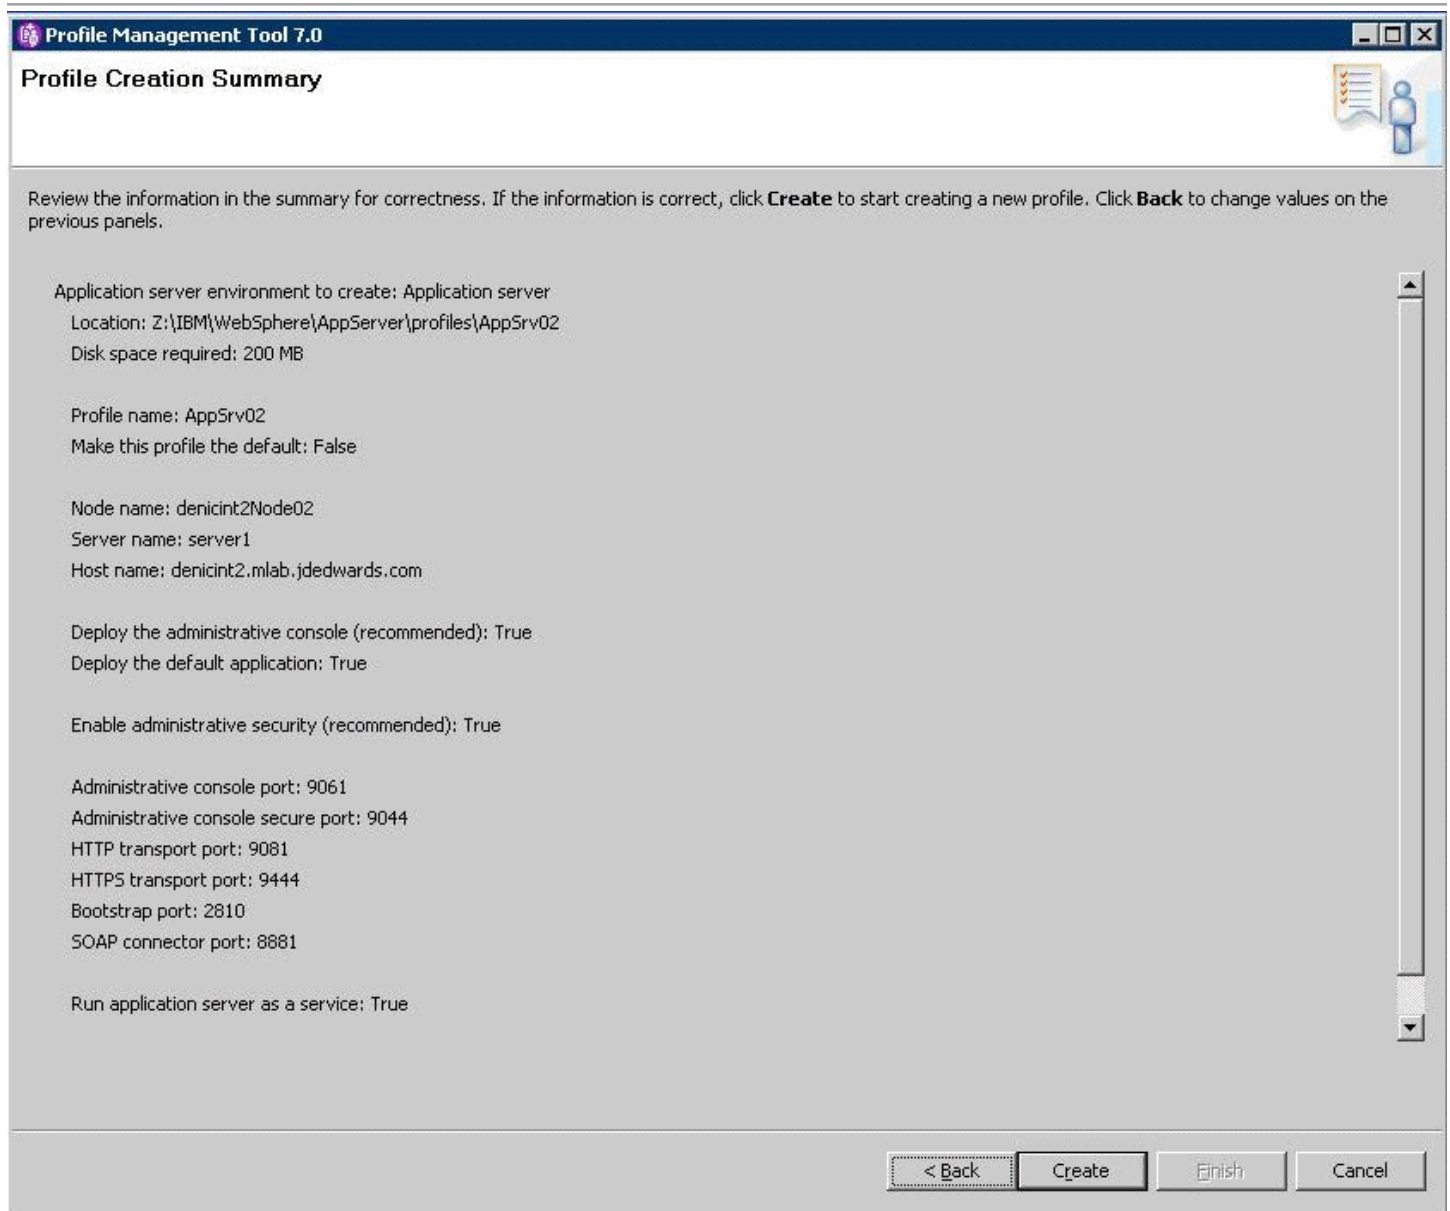 Profile Management Tool 7.0
Profile Creation Summary
Review the information in the summary for correctness. If the information is correct, click Create to start creating a new profile. Click Back to change values on the
previous panels.
Application server environment to create: Application server
Location: Z:\IBM\WebSphere\AppServer\profiles\AppSrv02
Disk space required: 200 MB
Profile name: AppSrv02
Make this profile the default: False
Node name: denicint2Node02
Server name: server1
Host name: denicint2.mlab.jdedwards.com
Deploy the administrative console (recommended): True
Deploy the default application: True
Enable administrative security (recommended): True
Administrative console port: 9061
Administrative console secure port: 9044
HTTP transport port: 9081
HTTPS transport port: 9444
Bootstrap port: 2810
SOAP connector port: 8881
Run application server as a service: True
< Back Create Finish Cancel